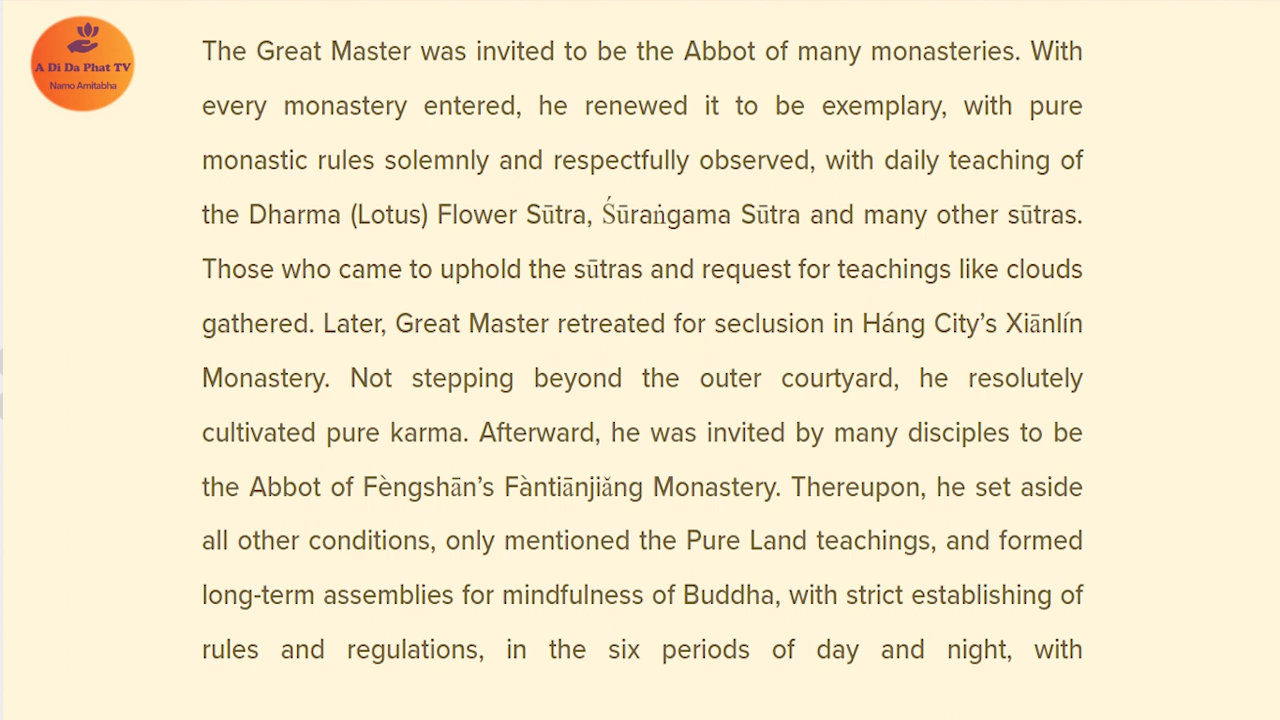 A Di Da Phat TV
Namo Amitabha
The Great Master was invited to be the Abbot of many monasteries. With
every monastery entered, he renewed it to be exemplary, with pure
monastic rules solemnly and respectfully observed, with daily teaching of
the Dharma (Lotus) Flower Sūtra, Śūraṅgama Sūtra and many other sūtras.
Those who came to uphold the sūtras and request for teachings like clouds
gathered. Later, Great Master retreated for seclusion in Háng City’s Xiānlín
Monastery. Not stepping beyond the outer courtyard, he resolutely
cultivated pure karma. Afterward, he was invited by many disciples to be
the Abbot of Fèngshān’s Fàntiānjiǎng Monastery. Thereupon, he set aside
all other conditions, only mentioned the Pure Land teachings, and formed
long-term assemblies for mindfulness of Buddha, with strict establishing of
rules and regulations, in the six periods of day and night, with